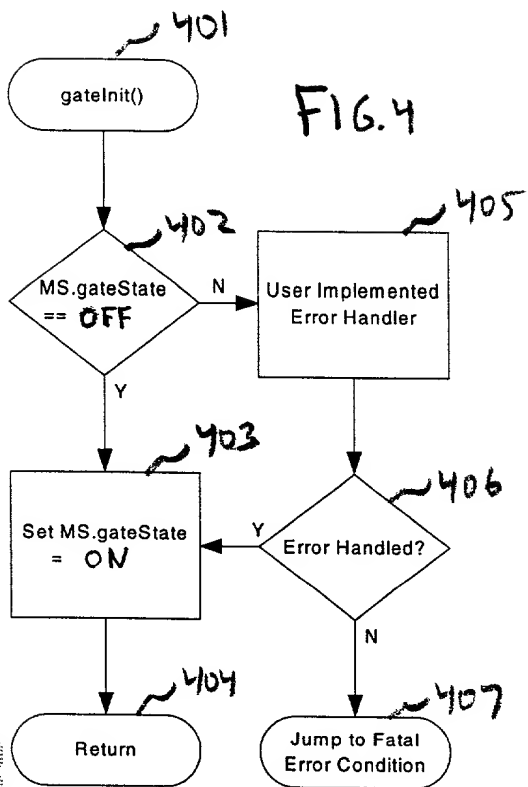 401
gateInit()
FIG. 4
402
405
MS.gateState
== OFF
N
User Implemented
Error Handler
Y
403
406
Set MS.gateState
= ON
Y
Error Handled?
N
404
407
Return
Jump to Fatal
Error Condition